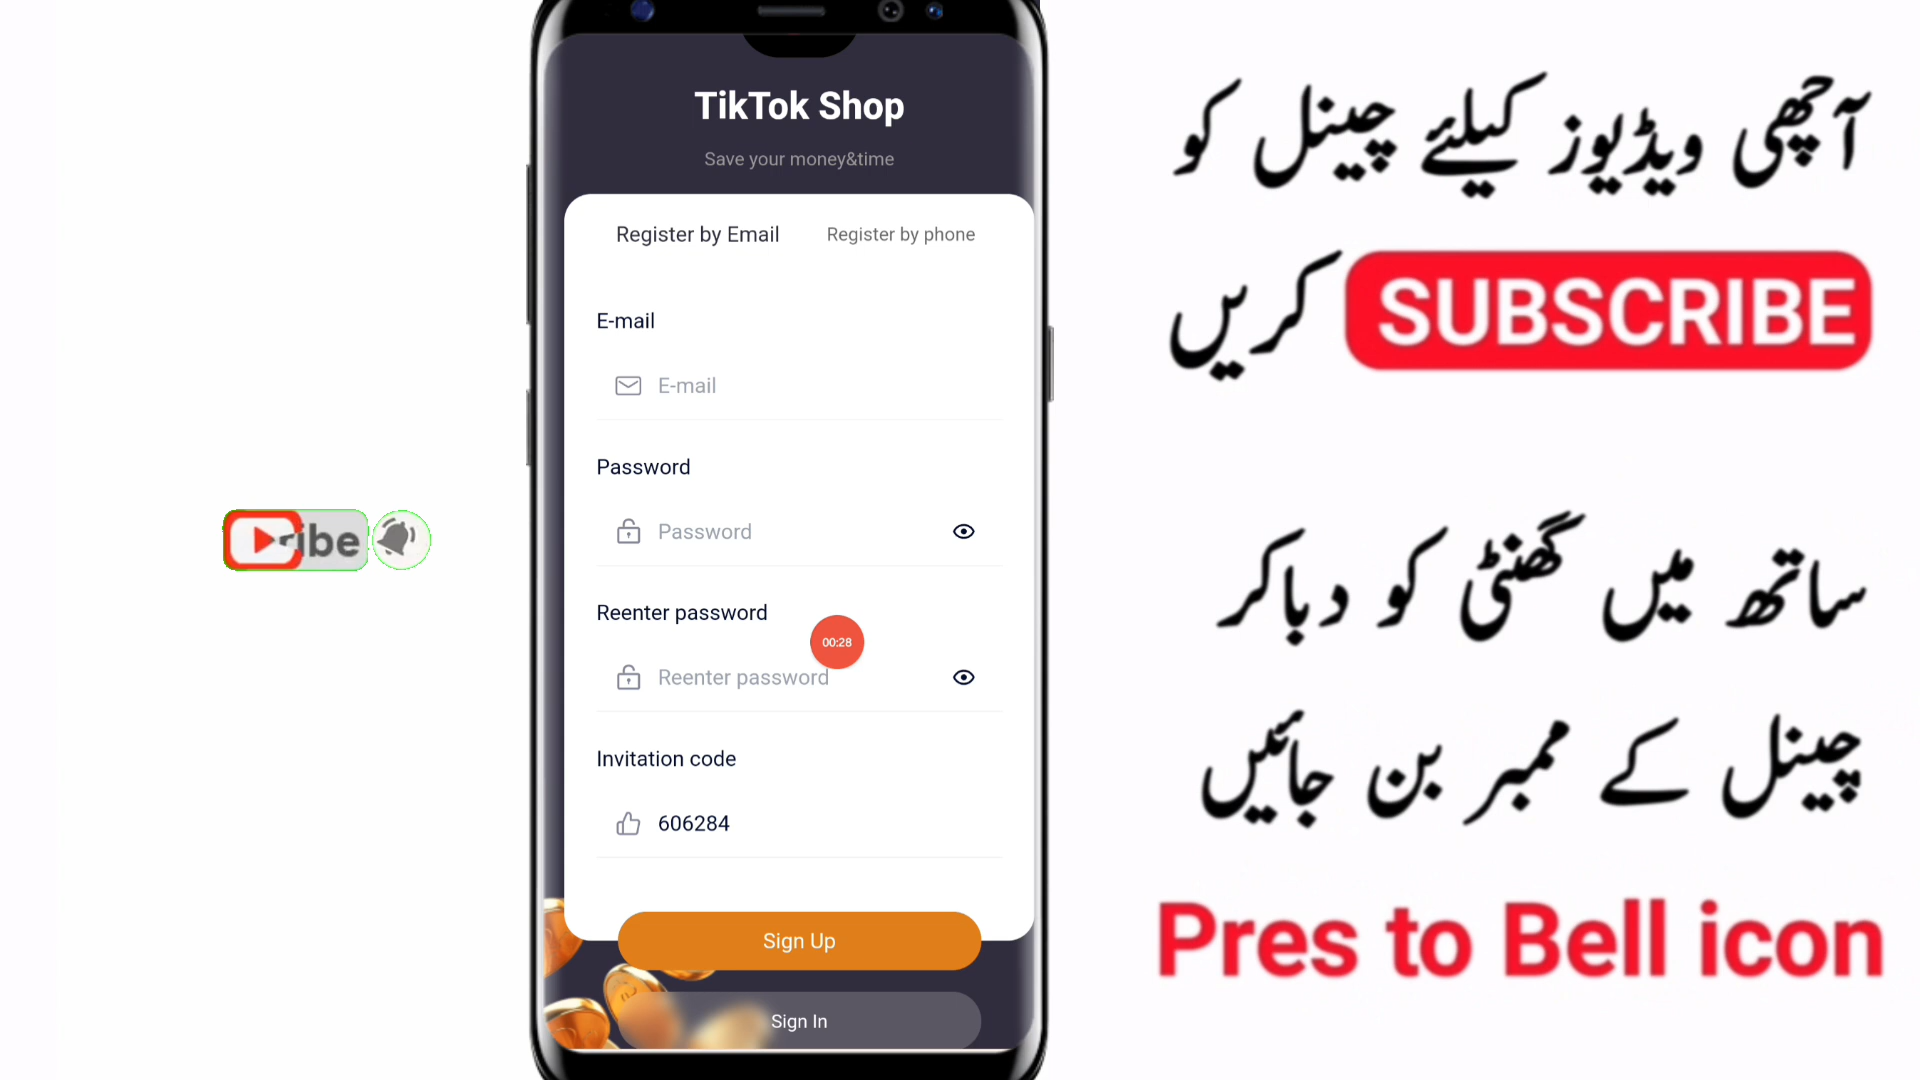 TikTok Shop
Save your money&time
Register by Email
Register by phone
E-mail
E-mail
Password
Password
Reenter password
00:28
Reenter password
Invitation code
606284
Sign Up
Sign In
ibe
آچھی ویڈیوز کیلئے چینل کو
SUBSCRIBE کریں
ساتھ میں گھنٹی کو دباکر
چینل کے ممبر بن جائیں
Pres to Bell icon